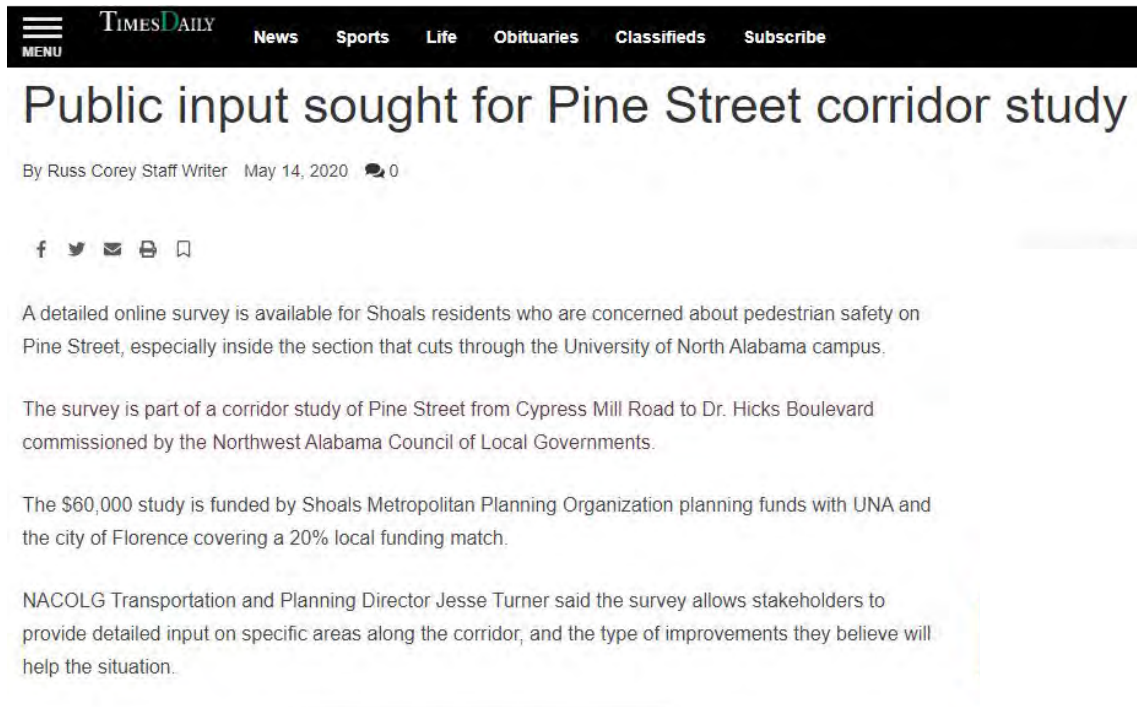 TIMESDAILY
MENU
News Sports Life Obituaries Classifieds Subscribe
Public input sought for Pine Street corridor study
By Russ Corey Staff Writer May 14, 2020 0
A detailed online survey is available for Shoals residents who are concerned about pedestrian safety on
Pine Street, especially inside the section that cuts through the University of North Alabama campus.
The survey is part of a corridor study of Pine Street from Cypress Mill Road to Dr. Hicks Boulevard
commissioned by the Northwest Alabama Council of Local Governments.
The $60,000 study is funded by Shoals Metropolitan Planning Organization planning funds with UNA and
the city of Florence covering a 20% local funding match.
NACOLG Transportation and Planning Director Jesse Turner said the survey allows stakeholders to
provide detailed input on specific areas along the corridor, and the type of improvements they believe will
help the situation.